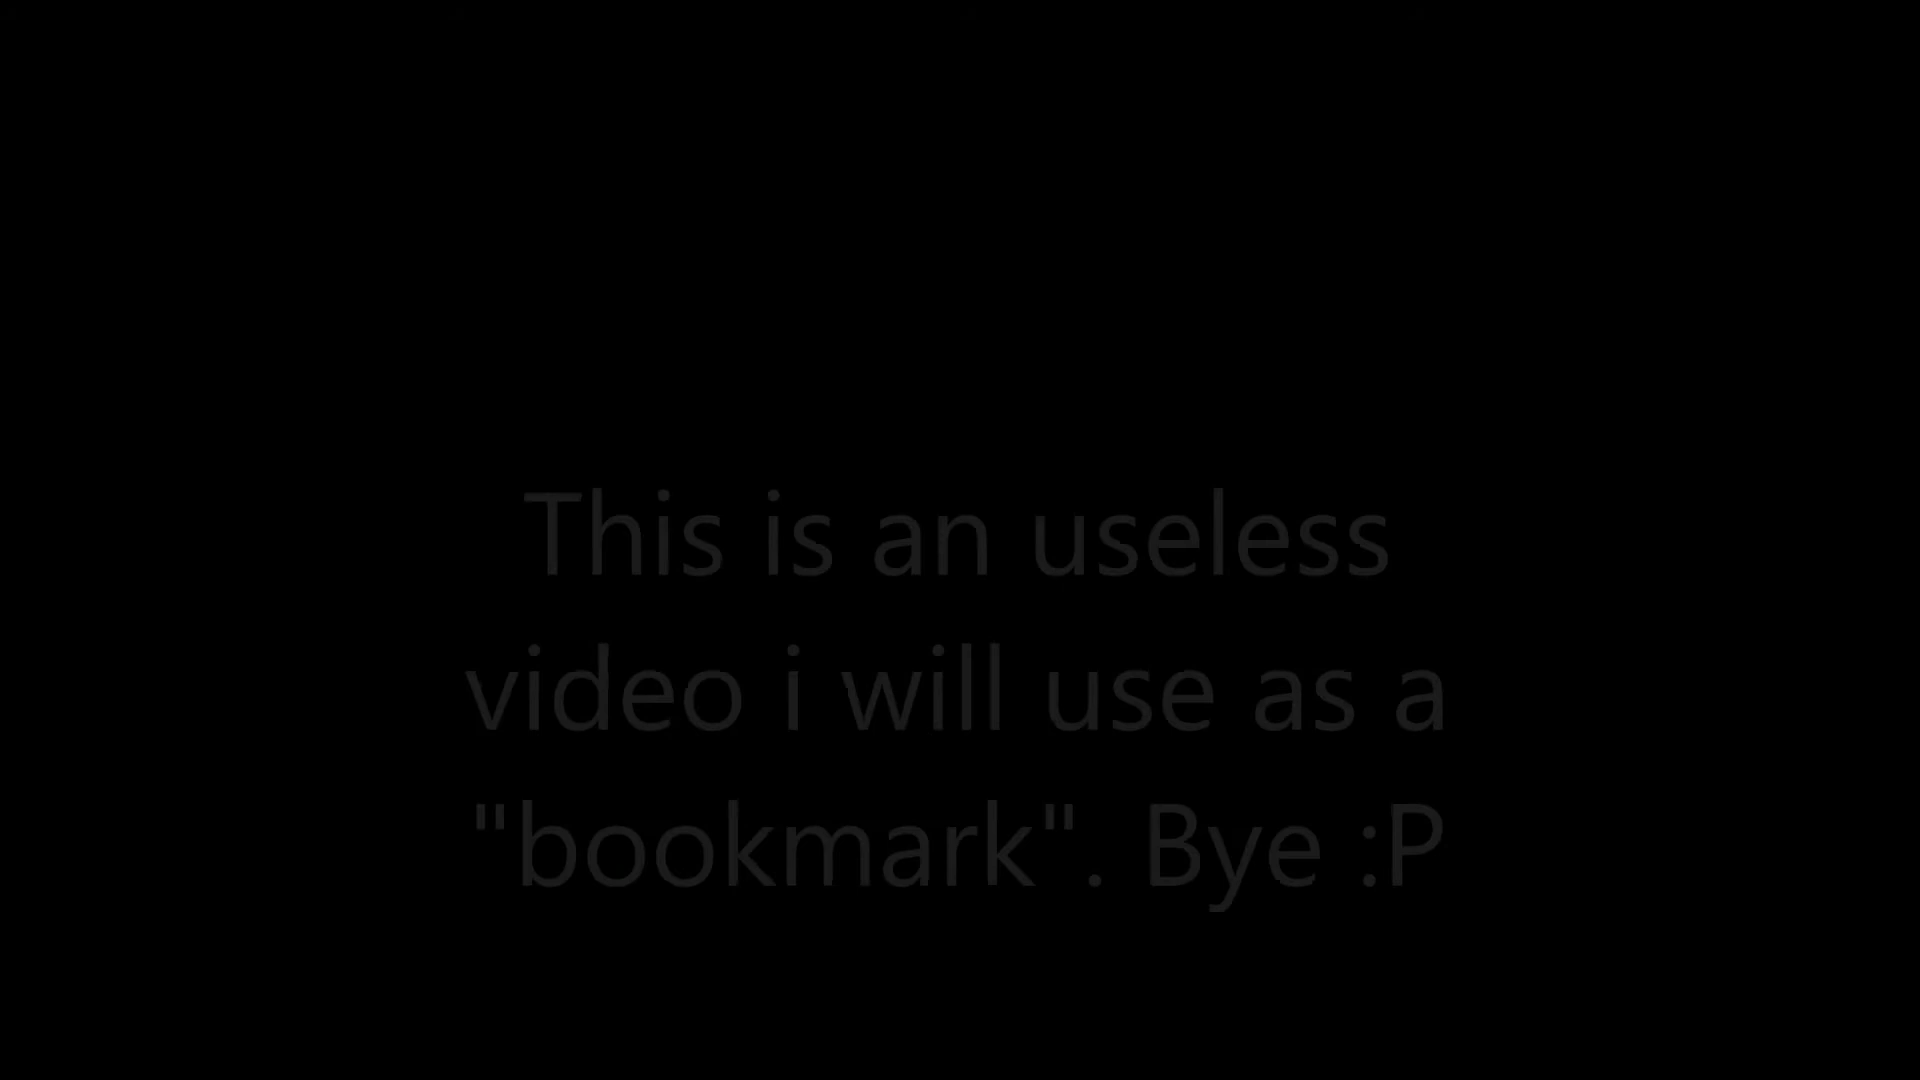 This is an useless
video i will use as a
"bookmark". Bye :P